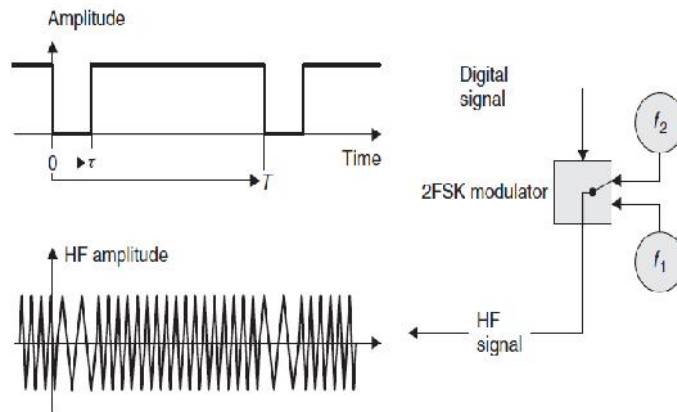 Amplitude
0
τ
T
Time
HF amplitude
Digital
signal
f2
2FSK modulator
f1
HF
signal